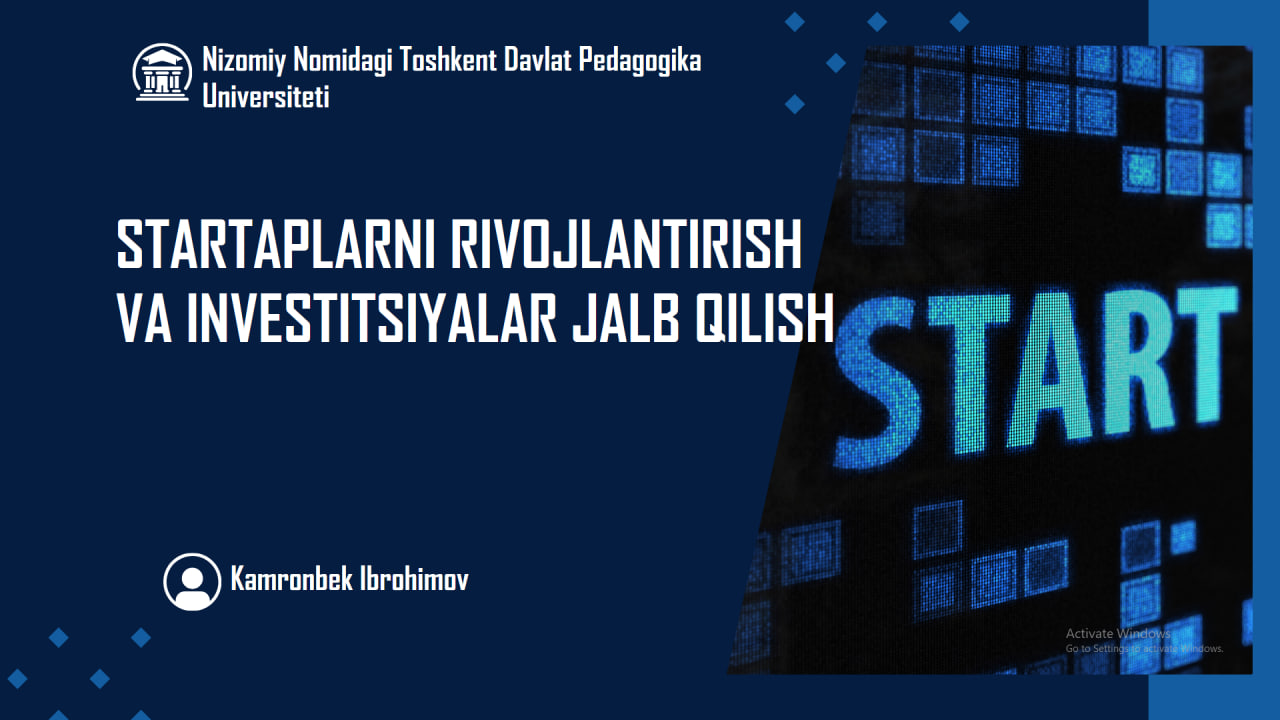 Nizomiy Nomidagi Toshkent Davlat Pedagogika
Universiteti
STARTAPLARNI RIVOJLANTIRISH
VA INVESTITSIYALAR JALB QILISH
START
Kamronbek Ibrohimov
Activate Windows
Go to Settings to activate Windows.